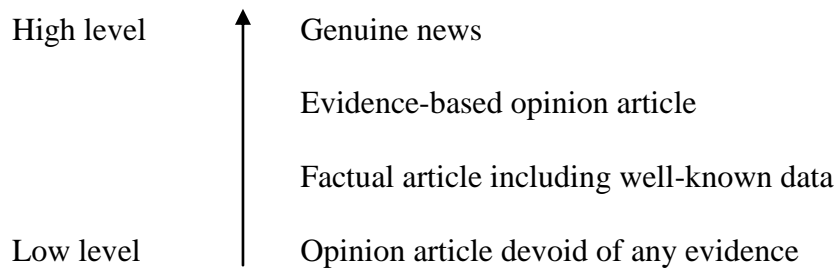 High level Genuine news
Evidence-based opinion article
Factual article including well-known data
Low level Opinion article devoid of any evidence